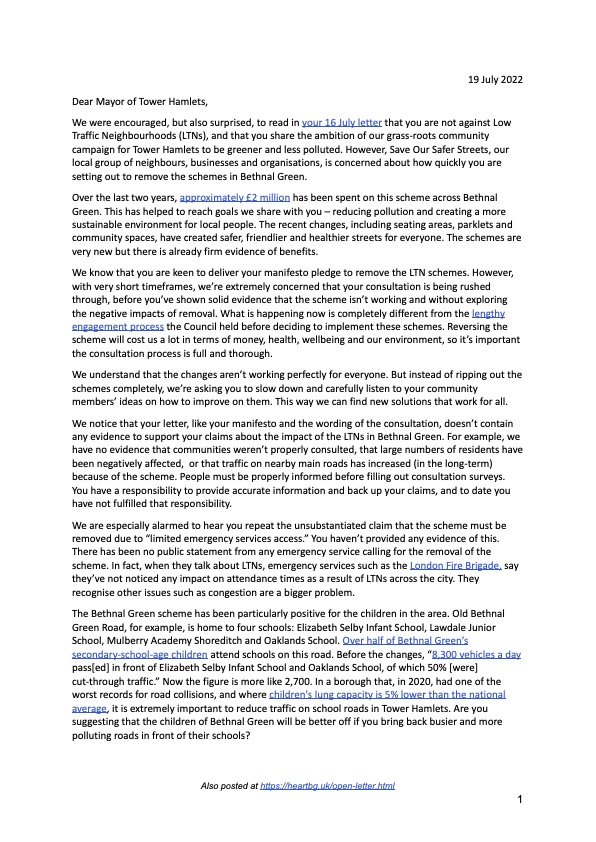 19 July 2022
Dear Mayor of Tower Hamlets,
We were encouraged, but also surprised, to read in your 16 July letter that you are not against Low
Traffic Neighbourhoods (LTNs), and that you share the ambition of our grass-roots community
campaign for Tower Hamlets to be greener and less polluted. However, Save Our Safer Streets, our
local group of neighbours, businesses and organisations, is concerned about how quickly you are
setting out to remove the schemes in Bethnal Green.
Over the last two years, approximately £2 million has been spent on this scheme across Bethnal
Green. This has helped to reach goals we share with you – reducing pollution and creating a more
sustainable environment for local people. The recent changes, including seating areas, parklets and
community spaces, have created safer, friendlier and healthier streets for everyone. The schemes are
very new but there is already firm evidence of benefits.
We know that you are keen to deliver your manifesto pledge to remove the LTN schemes. However,
with very short timeframes, we're extremely concerned that your consultation is being rushed
through, before you've shown solid evidence that the scheme isn't working and without exploring
the negative impacts of removal. What is happening now is completely different from the lengthy
engagement process the Council held before deciding to implement these schemes. Reversing the
scheme will cost us a lot in terms of money, health, wellbeing and our environment, so it's important
the consultation process is full and thorough.
We understand that the changes aren't working perfectly for everyone. But instead of ripping out the
schemes completely, we're asking you to slow down and carefully listen to your community
members' ideas on how to improve on them. This way we can find new solutions that work for all.
We notice that your letter, like your manifesto and the wording of the consultation, doesn't contain
any evidence to support your claims about the impact of the LTNs in Bethnal Green. For example, we
have no evidence that communities weren't properly consulted, that large numbers of residents have
been negatively affected,  or that traffic on nearby main roads has increased (in the long-term)
because of the scheme. People must be properly informed before filling out consultation surveys.
You have a responsibility to provide accurate information and back up your claims, and to date you
have not fulfilled that responsibility.
We are especially alarmed to hear you repeat the unsubstantiated claim that the scheme must be
removed due to "limited emergency services access." You haven't provided any evidence of this.
There has been no public statement from any emergency service calling for the removal of the
scheme. In fact, when they talk about LTNs, emergency services such as the London Fire Brigade, say
they've not noticed any impact on attendance times as a result of LTNs across the city. They
recognise other issues such as congestion are a bigger problem.
The Bethnal Green scheme has been particularly positive for the children in the area. Old Bethnal
Green Road, for example, is home to four schools: Elizabeth Selby Infant School, Lawdale Junior
School, Mulberry Academy Shoreditch and Oaklands School. Over half of Bethnal Green's
secondary-school-age children attend schools on this road. Before the changes, "8,300 vehicles a day
pass[ed] in front of Elizabeth Selby Infant School and Oaklands School, of which 50% [were]
cut-through traffic." Now the figure is more like 2,700. In a borough that, in 2020, had one of the
worst records for road collisions, and where children's lung capacity is 5% lower than the national
average, it is extremely important to reduce traffic on school roads in Tower Hamlets. Are you
suggesting that the children of Bethnal Green will be better off if you bring back busier and more
polluting roads in front of their schools?
Also posted at https://heartbg.uk/open-letter.html
1